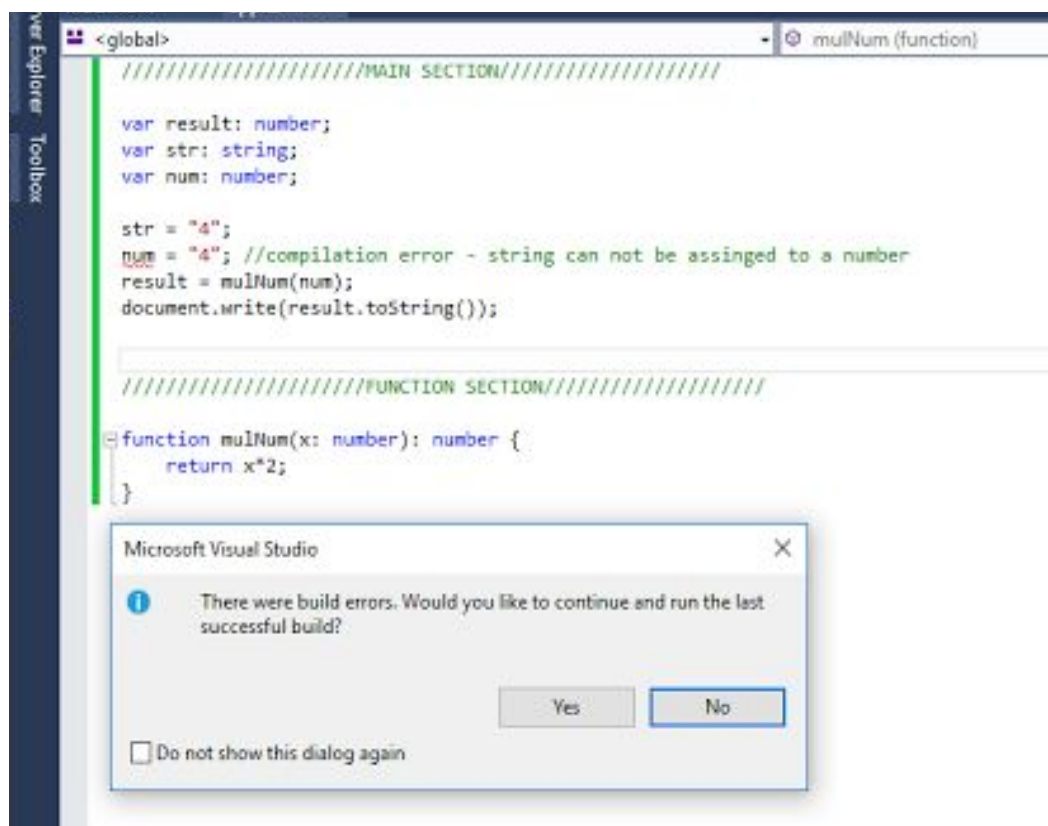 ver Explorer
Toolbox
<global>
mulNum (function)
//////////////////////MAIN SECTION////////////////////
var result: number;
var str: string;
var num: number;
str = "4";
num = "4"; //compilation error - string can not be assinged to a number
result = mulNum(num);
document.write(result.toString());
//////////////////////FUNCTION SECTION////////////////////
function mulNum(x: number): number {
return x*2;
}
Microsoft Visual Studio
There were build errors. Would you like to continue and run the last
successful build?
Yes
No
Do not show this dialog again